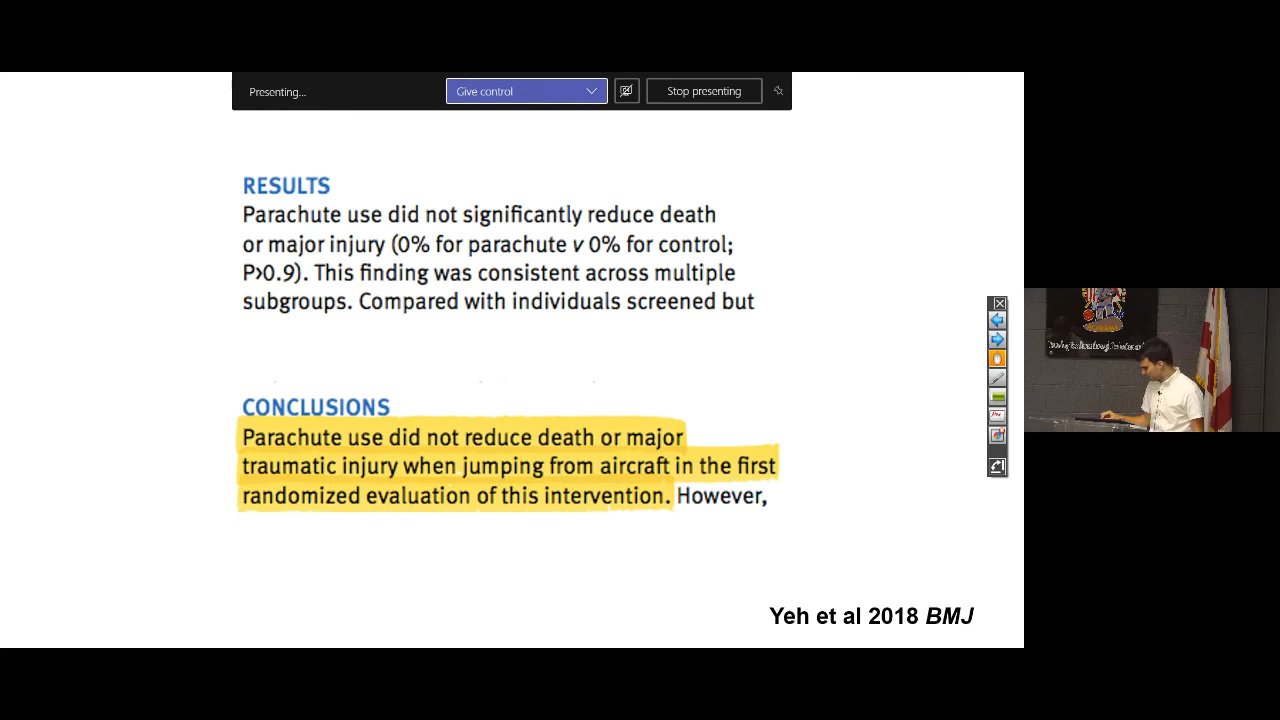 Presenting...
Give control
Stop presenting
RESULTS
Parachute use did not significantly reduce death
or major injury (0% for parachute v 0% for control;
P>0.9). This finding was consistent across multiple
subgroups. Compared with individuals screened but
CONCLUSIONS
Parachute use did not reduce death or major
traumatic injury when jumping from aircraft in the first
randomized evaluation of this intervention. However,
Yeh et al 2018 BMJ